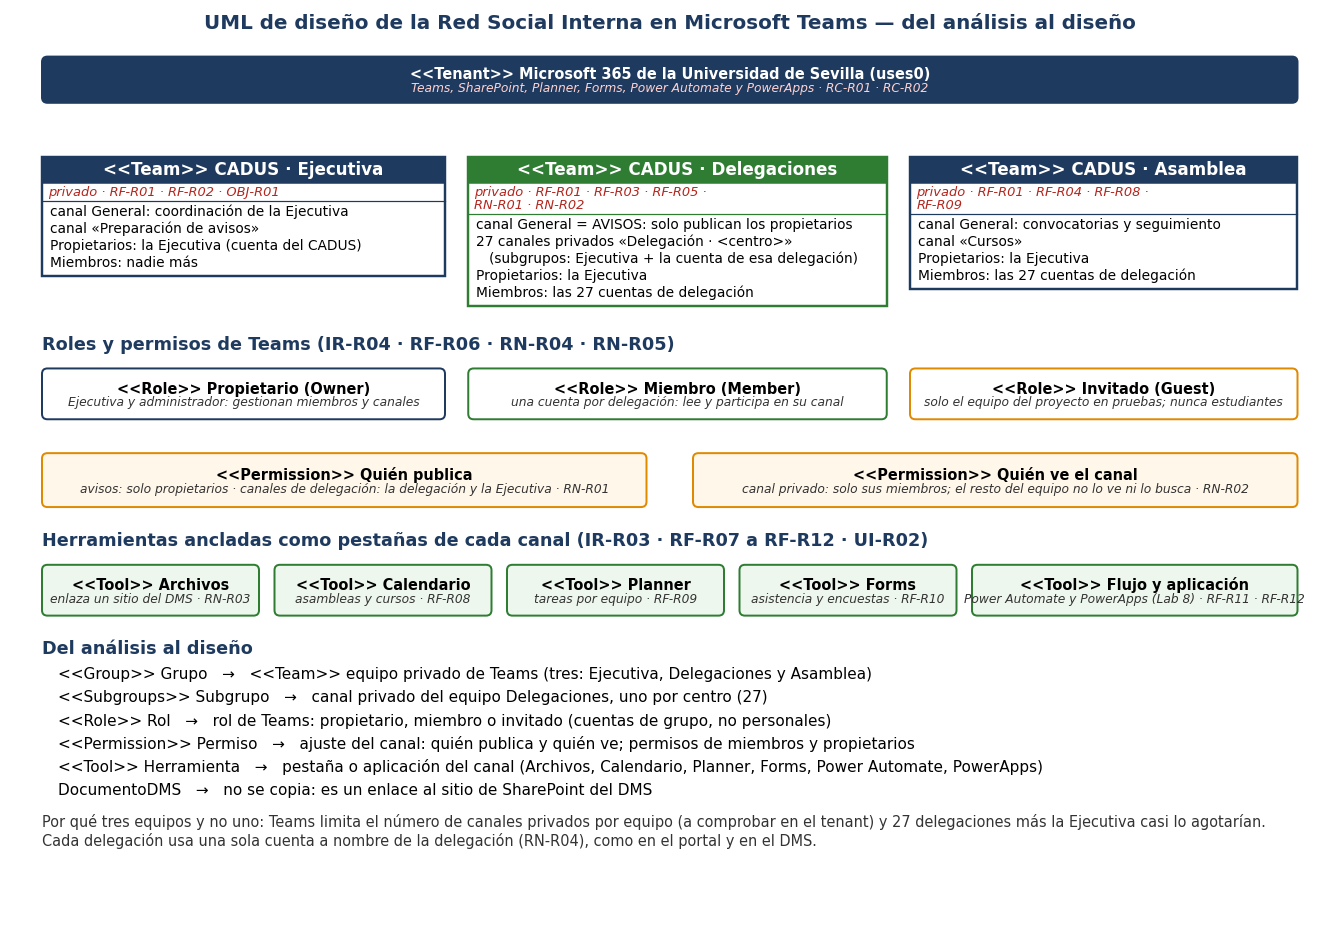 UML de diseño de la Red Social Interna en Microsoft Teams — del análisis al diseño
<<Tenant>> Microsoft 365 de la Universidad de Sevilla (uses0)
Teams, SharePoint, Planner, Forms, Power Automate y PowerApps · RC-R01 · RC-R02
<<Team>> CADUS · Ejecutiva
privado · RF-R01 · RF-R02 · OBJ-R01
canal General: coordinación de la Ejecutiva
canal «Preparación de avisos»
Propietarios: la Ejecutiva (cuenta del CADUS)
Miembros: nadie más
<<Team>> CADUS · Delegaciones
privado · RF-R01 · RF-R03 · RF-R05 ·
RN-R01 · RN-R02
canal General = AVISOS: solo publican los propietarios
27 canales privados «Delegación · <centro>»
(subgrupos: Ejecutiva + la cuenta de esa delegación)
Propietarios: la Ejecutiva
Miembros: las 27 cuentas de delegación
<<Team>> CADUS · Asamblea
privado · RF-R01 · RF-R04 · RF-R08 ·
RF-R09
canal General: convocatorias y seguimiento
canal «Cursos»
Propietarios: la Ejecutiva
Miembros: las 27 cuentas de delegación
Roles y permisos de Teams (IR-R04 · RF-R06 · RN-R04 · RN-R05)
<<Role>> Propietario (Owner)
Ejecutiva y administrador: gestionan miembros y canales
<<Role>> Miembro (Member)
una cuenta por delegación: lee y participa en su canal
<<Role>> Invitado (Guest)
solo el equipo del proyecto en pruebas; nunca estudiantes
<<Permission>> Quién publica
avisos: solo propietarios · canales de delegación: la delegación y la Ejecutiva · RN-R01
<<Permission>> Quién ve el canal
canal privado: solo sus miembros; el resto del equipo no lo ve ni lo busca · RN-R02
Herramientas ancladas como pestañas de cada canal (IR-R03 · RF-R07 a RF-R12 · UI-R02)
<<Tool>> Archivos
enlaza un sitio del DMS · RN-R03
<<Tool>> Calendario
asambleas y cursos · RF-R08
<<Tool>> Planner
tareas por equipo · RF-R09
<<Tool>> Forms
asistencia y encuestas · RF-R10
<<Tool>> Flujo y aplicación
Power Automate y PowerApps (Lab 8) · RF-R11 · RF-R12
Del análisis al diseño
<<Group>> Grupo → <<Team>> equipo privado de Teams (tres: Ejecutiva, Delegaciones y Asamblea)
<<Subgroups>> Subgrupo → canal privado del equipo Delegaciones, uno por centro (27)
<<Role>> Rol → rol de Teams: propietario, miembro o invitado (cuentas de grupo, no personales)
<<Permission>> Permiso → ajuste del canal: quién publica y quién ve; permisos de miembros y propietarios
<<Tool>> Herramienta → pestaña o aplicación del canal (Archivos, Calendario, Planner, Forms, Power Automate, PowerApps)
DocumentoDMS → no se copia: es un enlace al sitio de SharePoint del DMS
Por qué tres equipos y no uno: Teams limita el número de canales privados por equipo (a comprobar en el tenant) y 27 delegaciones más la Ejecutiva casi lo agotarían.
Cada delegación usa una sola cuenta a nombre de la delegación (RN-R04), como en el portal y en el DMS.